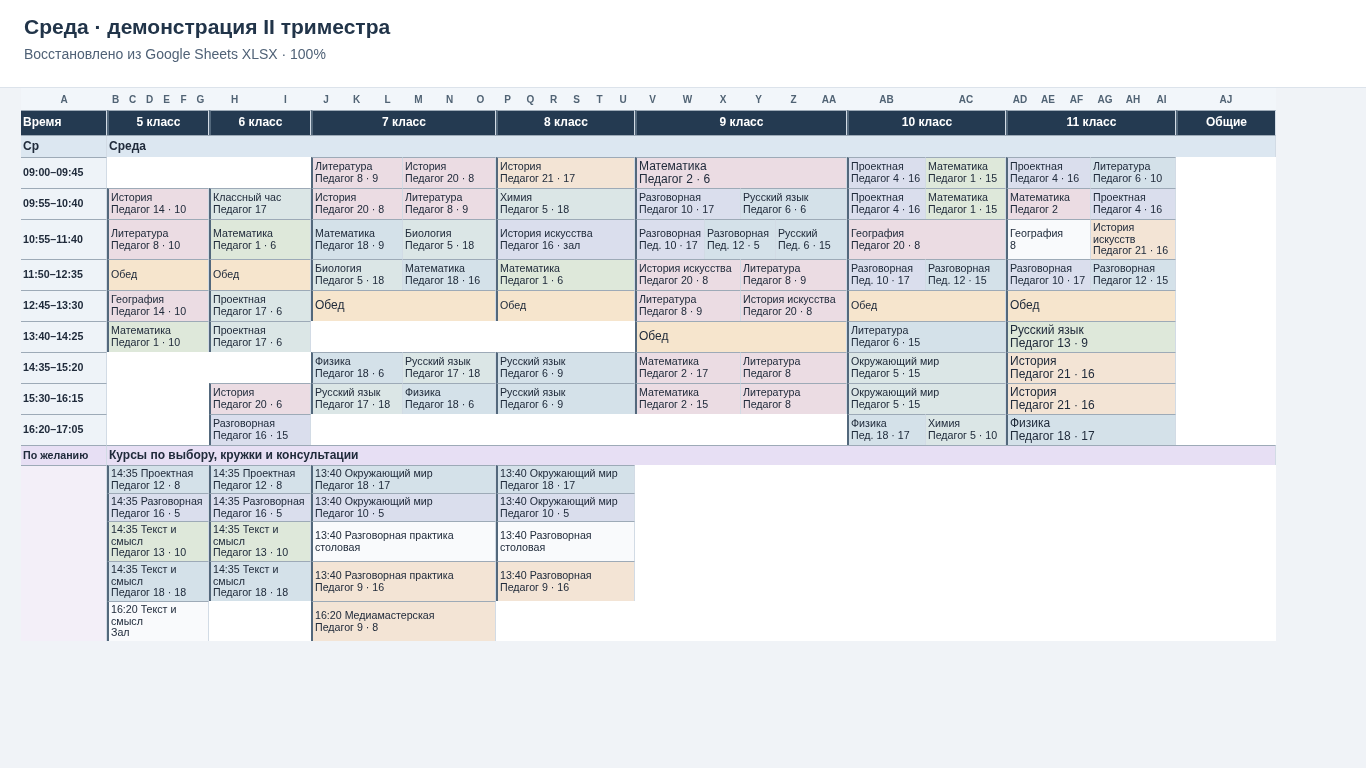 Среда · демонстрация II триместра
Восстановлено из Google Sheets XLSX · 100%
A B C D E F G H I J K L M N O P Q R S T U V W X Y Z AA AB AC AD AE AF AG AH AI AJ
Время 5 класс 6 класс 7 класс 8 класс 9 класс 10 класс 11 класс Общие
Ср Среда
09:00–09:45
Литература История История Математика Проектная Математика Проектная Литература
Педагог 8 · 9 Педагог 20 · 8 Педагог 21 · 17 Педагог 2 · 6 Педагог 4 · 16 Педагог 1 · 15 Педагог 4 · 16 Педагог 6 · 10
09:55–10:40
История Классный час История Литература Химия Разговорная Русский язык Проектная Математика Математика Проектная
Педагог 14 · 10 Педагог 17 Педагог 20 · 8 Педагог 8 · 9 Педагог 5 · 18 Педагог 10 · 17 Педагог 6 · 6 Педагог 4 · 16 Педагог 1 · 15 Педагог 2 Педагог 4 · 16
10:55–11:40
Литература Математика Математика Биология История искусства Разговорная Разговорная Русский География География История
искусств
Педагог 8 · 10 Педагог 1 · 6 Педагог 18 · 9 Педагог 5 · 18 Педагог 16 · зал Пед. 10 · 17 Пед. 12 · 5 Пед. 6 · 15 Педагог 20 · 8 8 Педагог 21 · 16
11:50–12:35
Обед Обед Биология Математика Математика История искусства Литература Разговорная Разговорная Разговорная Разговорная
Педагог 5 · 18 Педагог 18 · 16 Педагог 1 · 6 Педагог 20 · 8 Педагог 8 · 9 Пед. 10 · 17 Пед. 12 · 15 Педагог 10 · 17 Педагог 12 · 15
12:45–13:30
География Проектная Обед Обед Литература История искусства Обед Обед
Педагог 14 · 10 Педагог 17 · 6 Педагог 8 · 9 Педагог 20 · 8
13:40–14:25
Математика Проектная Обед Литература Русский язык
Педагог 1 · 10 Педагог 17 · 6 Педагог 6 · 15 Педагог 13 · 9
14:35–15:20
Физика Русский язык Русский язык Математика Литература Окружающий мир История
Педагог 18 · 6 Педагог 17 · 18 Педагог 6 · 9 Педагог 2 · 17 Педагог 8 Педагог 5 · 15 Педагог 21 · 16
15:30–16:15
История Русский язык Физика Русский язык Математика Литература Окружающий мир История
Педагог 20 · 6 Педагог 17 · 18 Педагог 18 · 6 Педагог 6 · 9 Педагог 2 · 15 Педагог 8 Педагог 5 · 15 Педагог 21 · 16
16:20–17:05
Разговорная Физика Химия Физика
Педагог 16 · 15 Пед. 18 · 17 Педагог 5 · 10 Педагог 18 · 17
По желанию Курсы по выбору, кружки и консультации
14:35 Проектная 14:35 Проектная 13:40 Окружающий мир 13:40 Окружающий мир
Педагог 12 · 8 Педагог 12 · 8 Педагог 18 · 17 Педагог 18 · 17
14:35 Разговорная 14:35 Разговорная 13:40 Окружающий мир 13:40 Окружающий мир
Педагог 16 · 5 Педагог 16 · 5 Педагог 10 · 5 Педагог 10 · 5
14:35 Текст и 14:35 Текст и 13:40 Разговорная практика 13:40 Разговорная
смысл смысл столовая столовая
Педагог 13 · 10 Педагог 13 · 10
14:35 Текст и 14:35 Текст и 13:40 Разговорная практика 13:40 Разговорная
смысл смысл Педагог 9 · 16 Педагог 9 · 16
Педагог 18 · 18 Педагог 18 · 18
16:20 Текст и 16:20 Медиамастерская
смысл Педагог 9 · 8
Зал